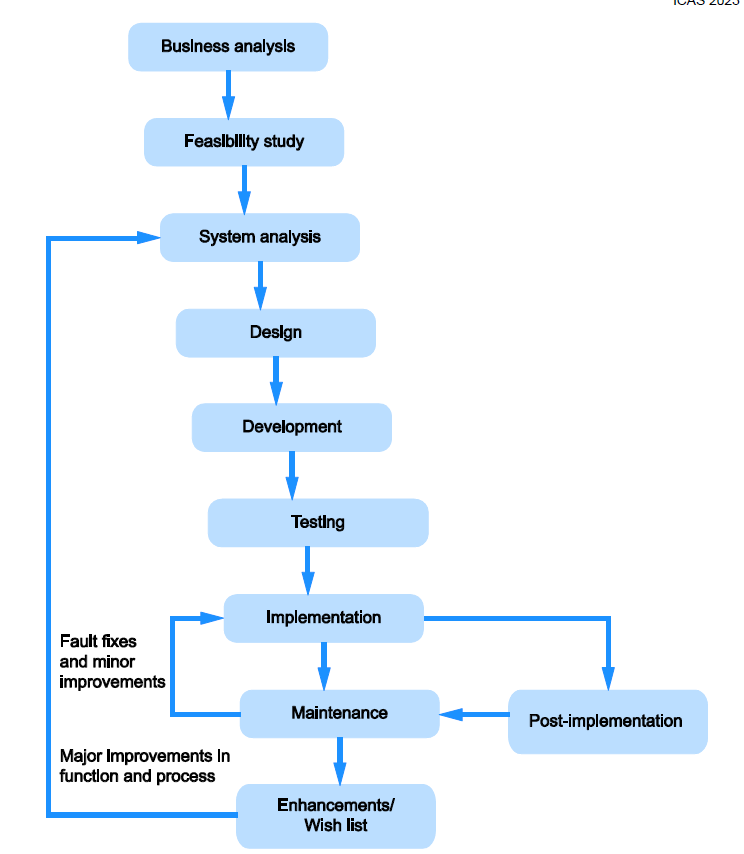 ICAS 2023
Business analysis
Feasibility study
System analysis
Design
Development
Testing
Implementation
Fault fixes
and minor
improvements
Maintenance
Post-implementation
Major improvements in
function and process
Enhancements/
Wish list